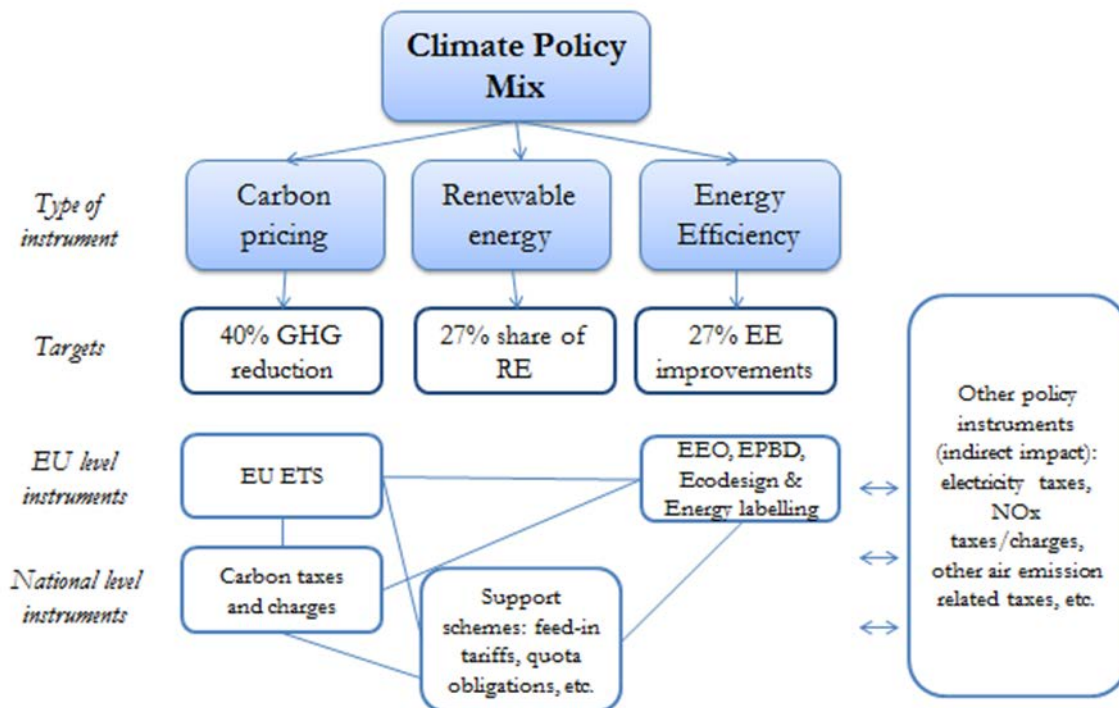 Climate Policy
Mix
Type of
instrument
Carbon
pricing
Renewable
energy
Energy
Efficiency
Targets
40% GHG
reduction
27% share of
RE
27% EE
improvements
EU level
instruments
EU ETS
EEO, EPBD,
Ecodesign &
Energy labelling
National level
instruments
Carbon taxes
and charges
Support
schemes: feed-in
tariffs, quota
obligations, etc.
Other policy
instruments
(indirect impact):
electricity taxes,
NOx
taxes/charges,
other air emission
related taxes, etc.